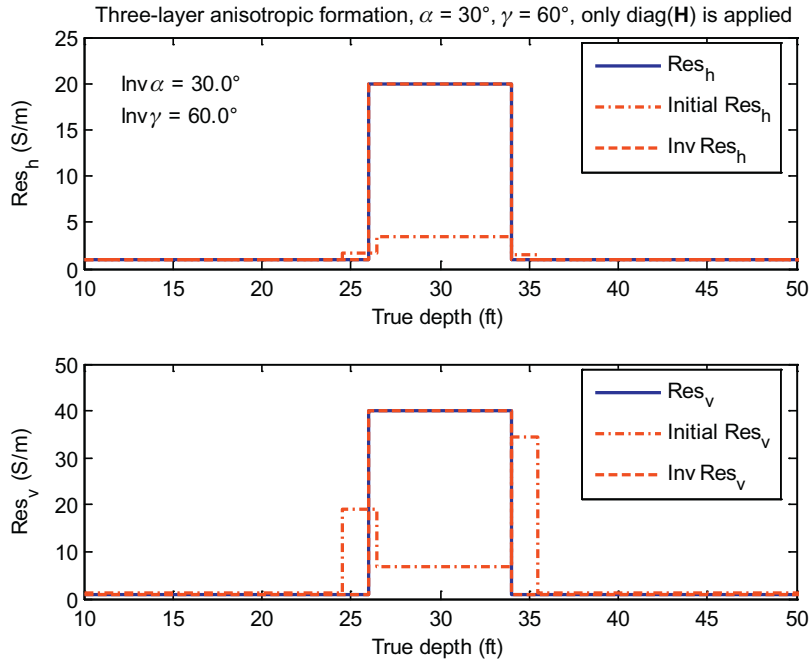 Three-layer anisotropic formation, α = 30°, γ = 60°, only diag(H) is applied
25
20
15
10
5
0
Res_h (S/m)
Inv α = 30.0°
Inv γ = 60.0°
Res_h
Initial Res_h
Inv Res_h
10 15 20 25 30 35 40 45 50
True depth (ft)
50
40
30
20
10
0
Res_v (S/m)
Res_v
Initial Res_v
Inv Res_v
10 15 20 25 30 35 40 45 50
True depth (ft)